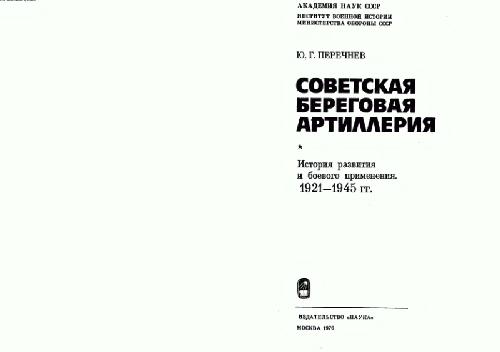 АКАДЕМИЯ НАУК СССР
ИНСТИТУТ ВОЕННОЙ ИСТОРИИ
МИНИСТЕРСТВА ОБОРОНЫ СССР
Ю. Г. ПЕРЕЧНЕВ
СОВЕТСКАЯ
БЕРЕГОВАЯ
АРТИЛЛЕРИЯ
*
История развития
и боевого применения.
1921—1945 гг.
ИЗДАТЕЛЬСТВО «НАУКА»
МОСКВА 1976